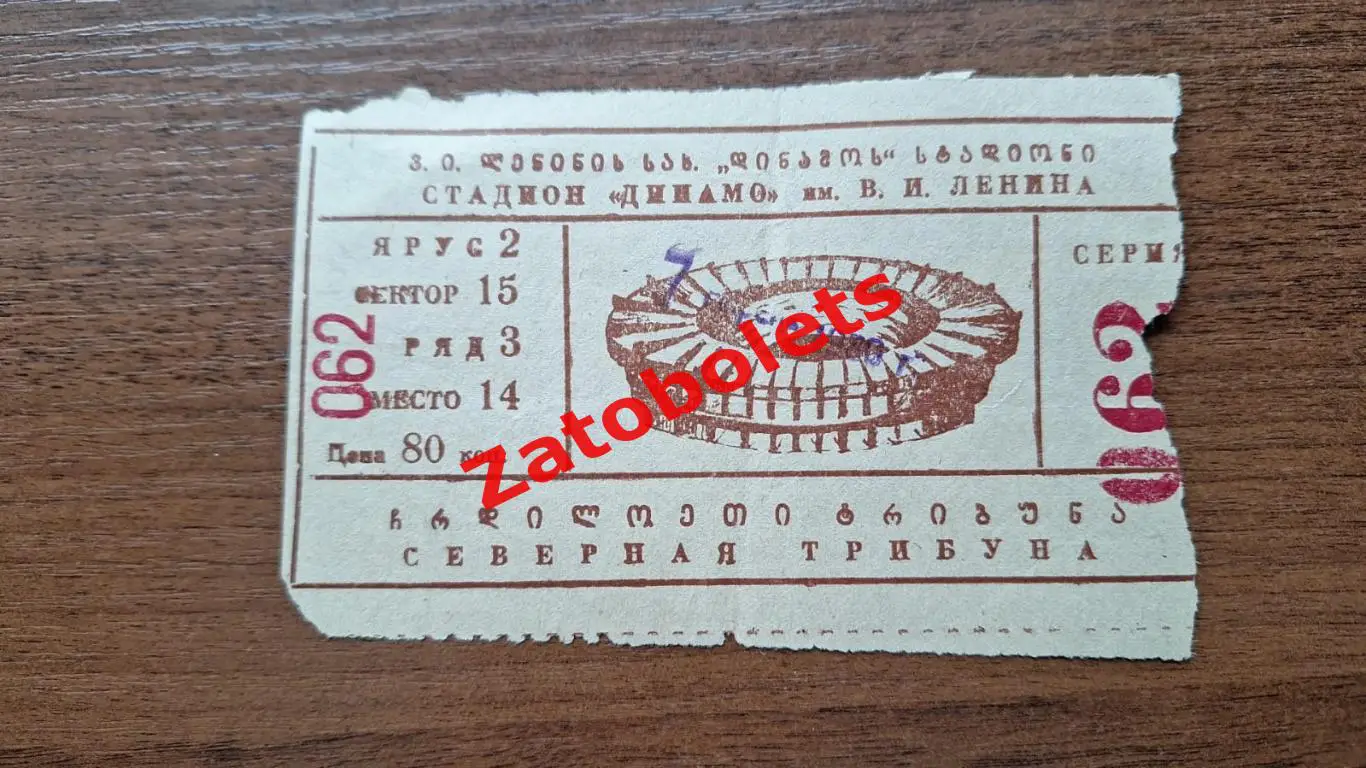 ვ. ი. ლენინის სახ. „დინამოს“ სტადიონი
СТАДИОН «ДИНАМО» им. В. И. ЛЕНИНА
ЯРУС 2
СЕКТОР 15
РЯД 3
МЕСТО 14
Цена 80 коп.
062
7
СЕРИЯ
062
Zatobolets
ჩრდილოეთი ტრიბუნა
СЕВЕРНАЯ ТРИБУНА